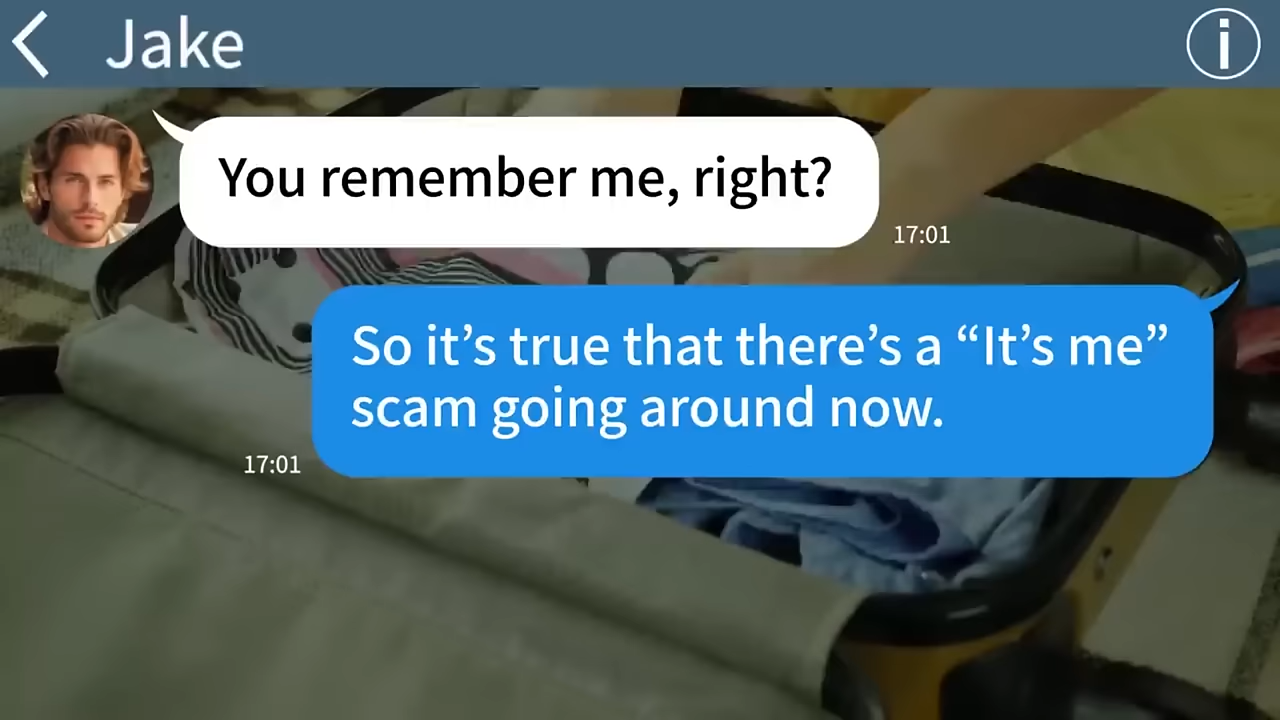 Jake
You remember me, right?
17:01
So it’s true that there’s a “It’s me”
scam going around now.
17:01